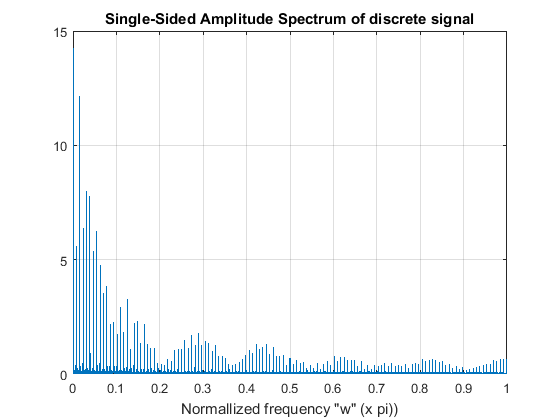 Single-Sided Amplitude Spectrum of discrete signal
15
10
5
0
0 0.1 0.2 0.3 0.4 0.5 0.6 0.7 0.8 0.9 1
Normallized frequency "w" (x pi))